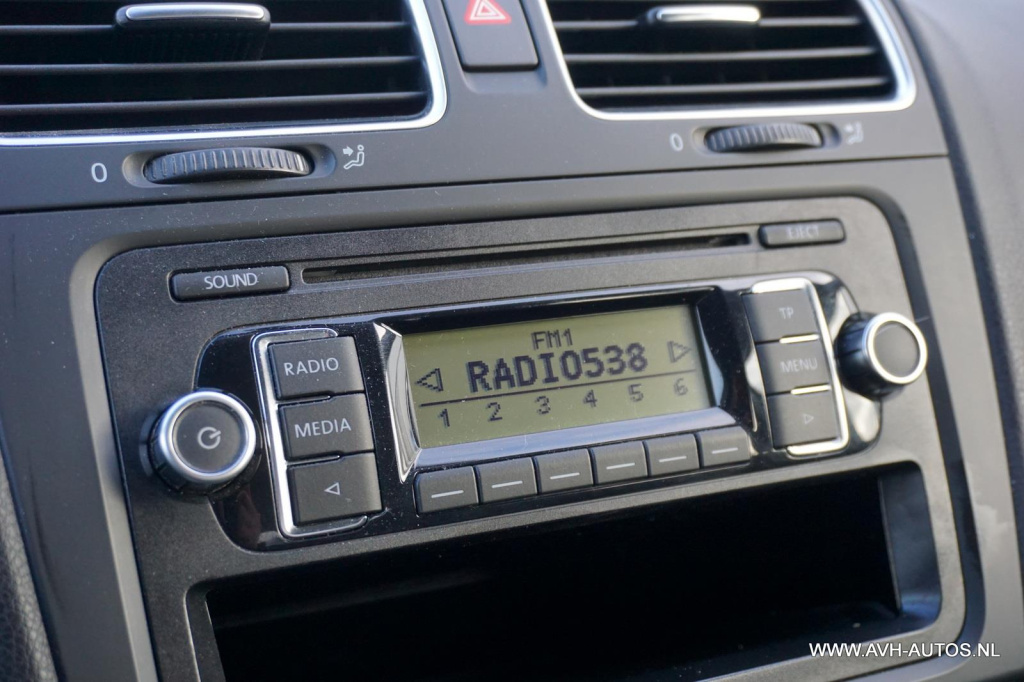 0
0
SOUND
EJECT
RADIO
MEDIA
FM1
RADIO538
1 2 3 4 5 6
TP
MENU
WWW.AVH-AUTOS.NL